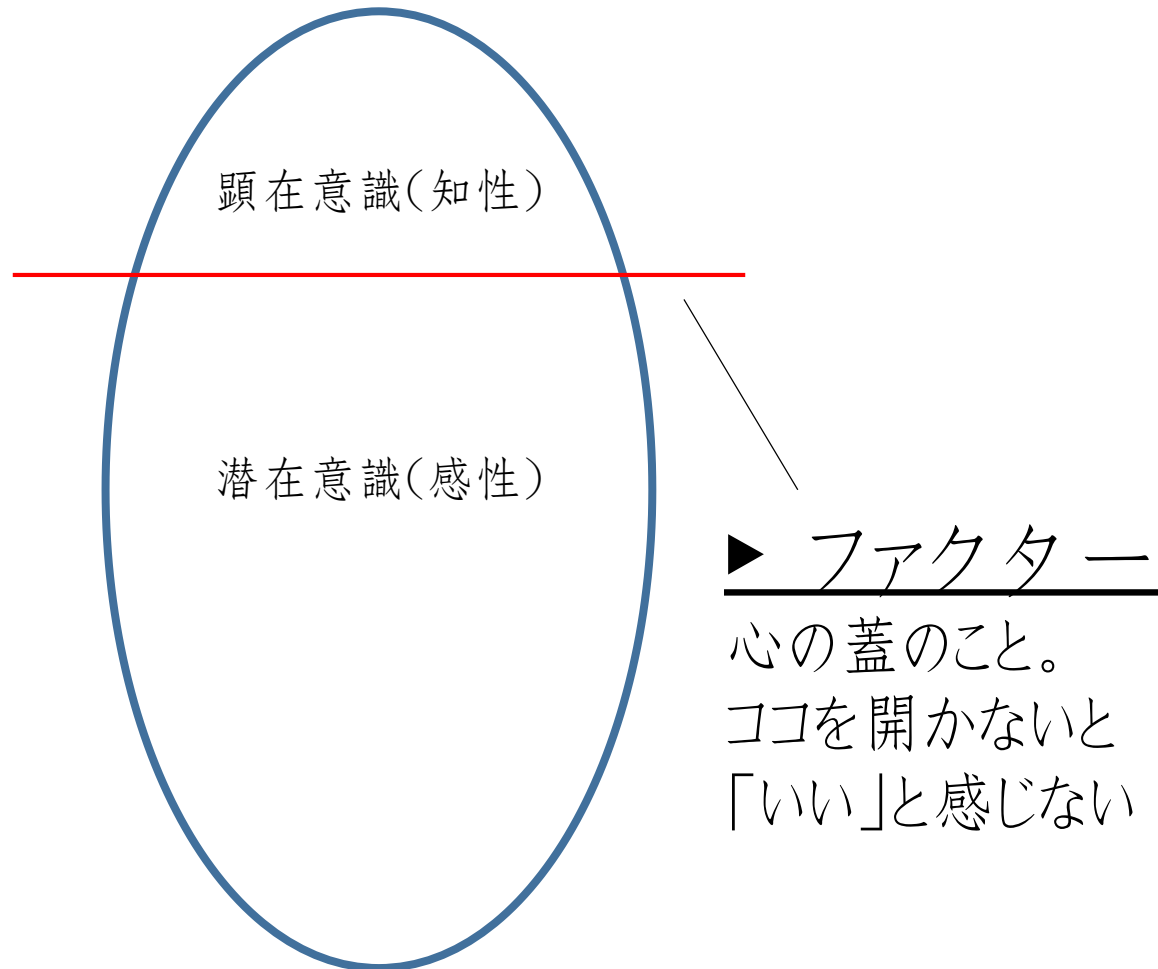 顕在意識(知性)
潜在意識(感性)
▶ ファクター
心の蓋のこと。
ココを開かないと
「いい」と感じない